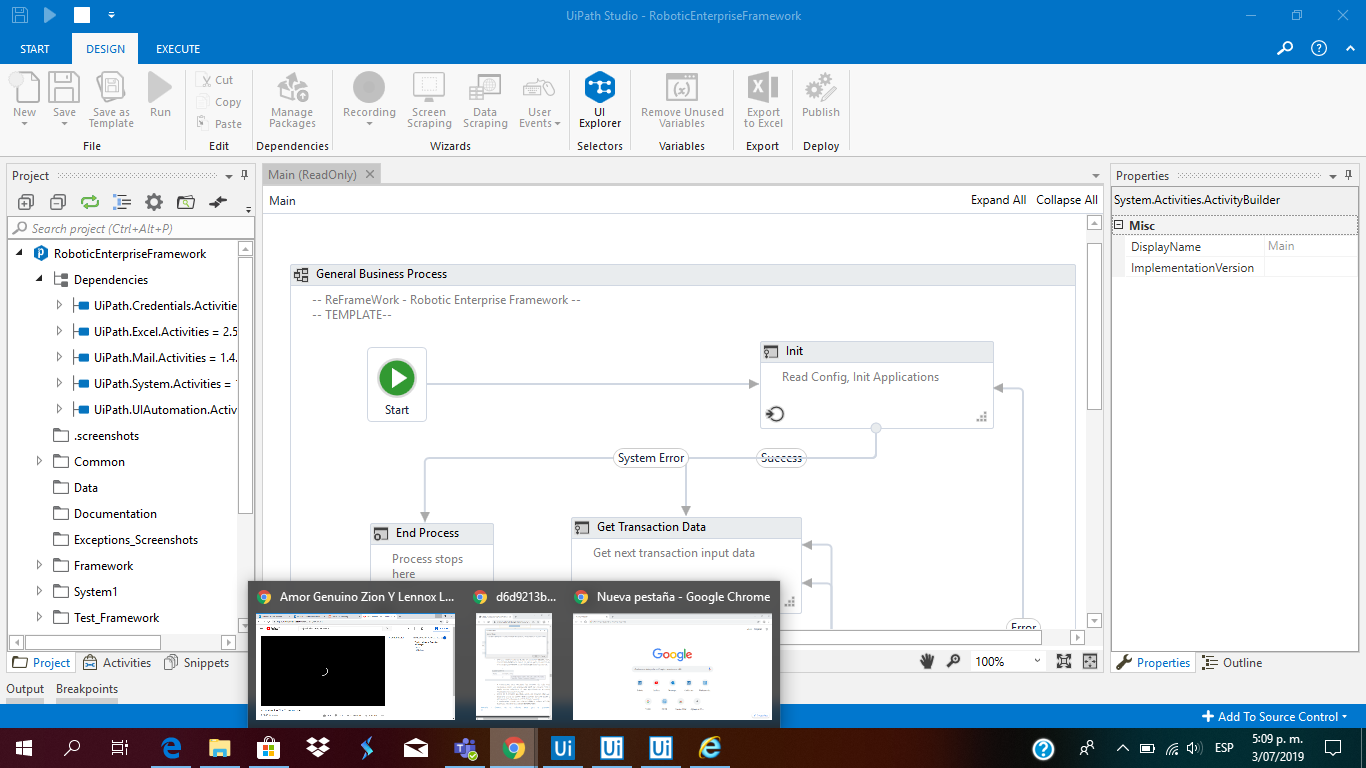 UiPath Studio - RoboticEnterpriseFramework
START DESIGN EXECUTE
New Save Save as Template Run
Cut
Copy
Paste
Manage Packages
Recording Screen Scraping Data Scraping User Events
UI Explorer
Remove Unused Variables
Export to Excel
Publish
File Edit Dependencies Wizards Selectors Variables Export Deploy
Project
Search project (Ctrl+Alt+P)
RoboticEnterpriseFramework
Dependencies
UiPath.Credentials.Activitie
UiPath.Excel.Activities = 2.5
UiPath.Mail.Activities = 1.4.
UiPath.System.Activities =
UiPath.UIAutomation.Activ
.screenshots
Common
Data
Documentation
Exceptions_Screenshots
Framework
System1
Test_Framework
Project Activities Snippets
Output Breakpoints
Main (ReadOnly)
Main Expand All Collapse All
General Business Process
-- ReFrameWork - Robotic Enterprise Framework --
-- TEMPLATE--
Start
Init
Read Config, Init Applications
System Error Success
End Process
Process stops
here
Get Transaction Data
Get next transaction input data
Error
100%
Properties
System.Activities.ActivityBuilder
Misc
DisplayName Main
ImplementationVersion
Properties Outline
Amor Genuino Zion Y Lennox L... d6d9213b... Nueva pestaña - Google Chrome
Google
Add To Source Control
Ui Ui Ui
ESP
5:09 p. m.
3/07/2019